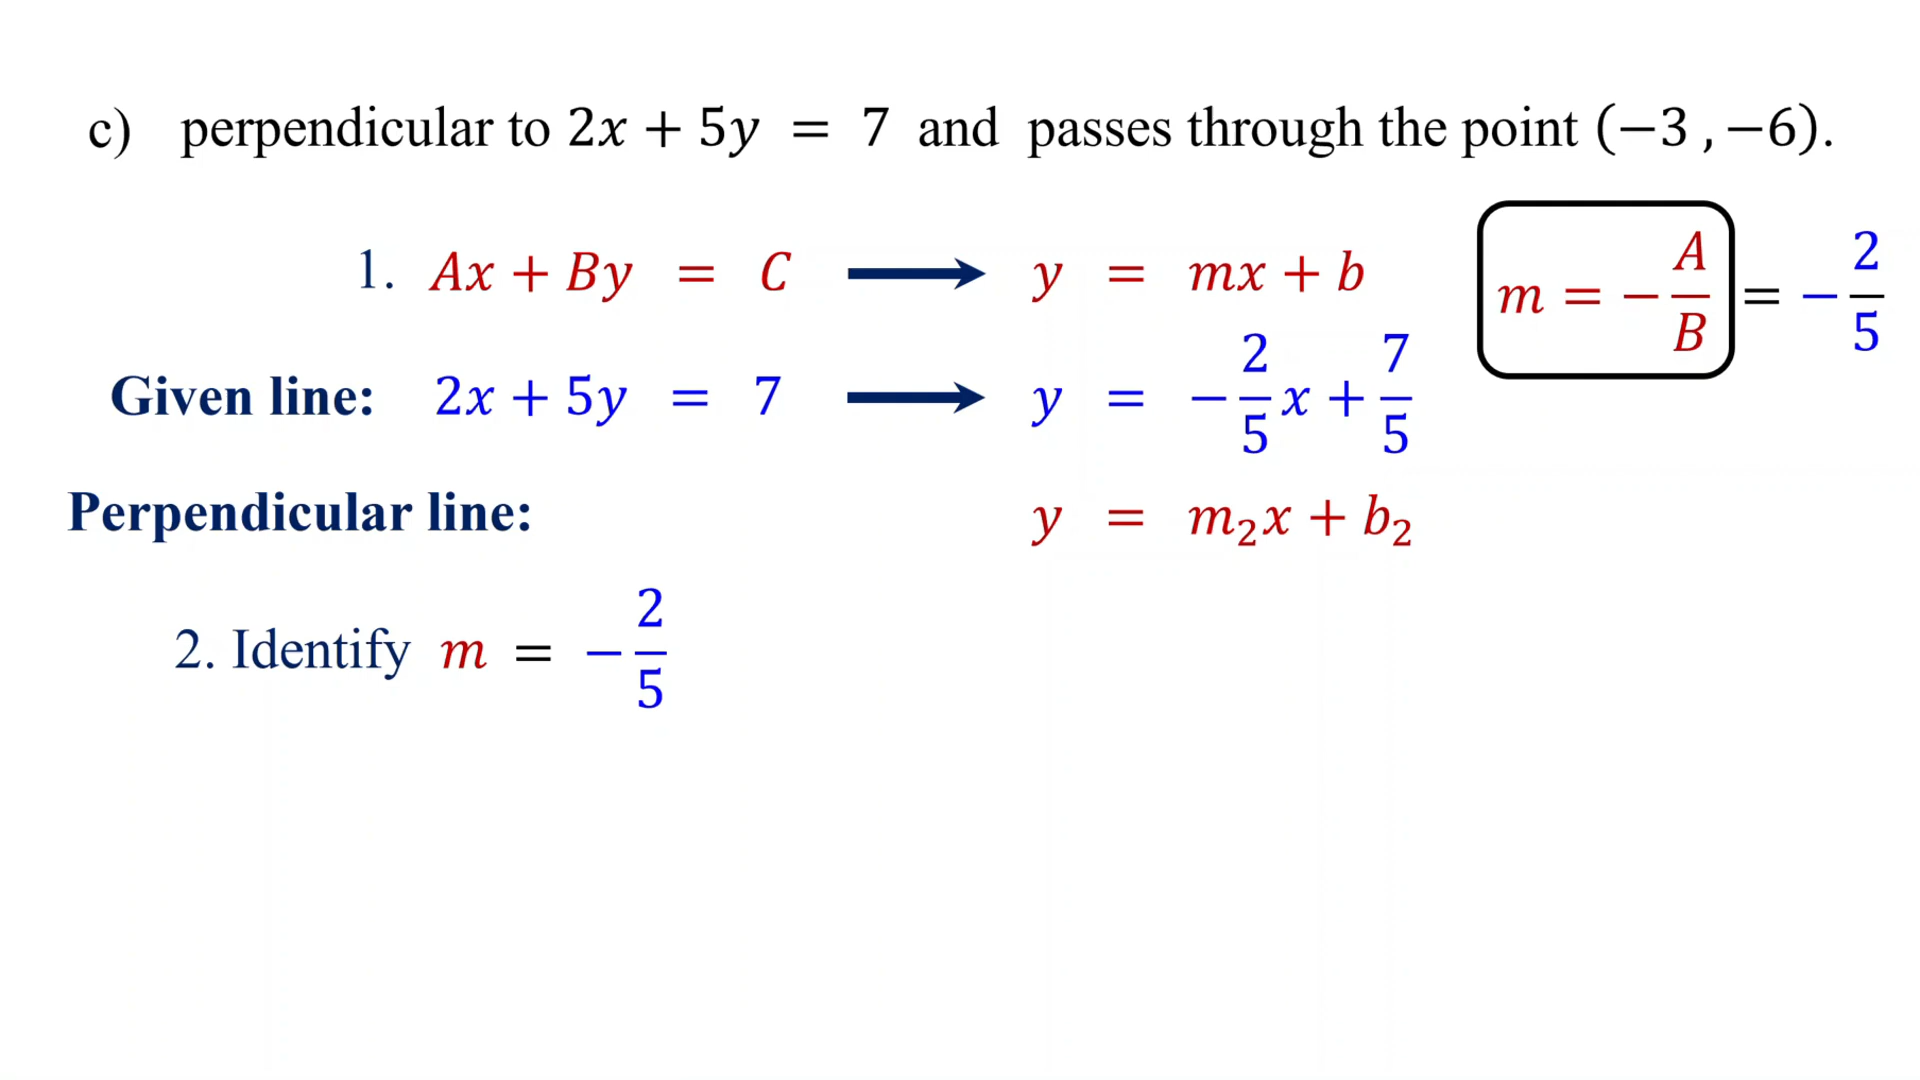 c) perpendicular to 2x + 5y = 7 and passes through the point (−3 , −6).
1. Ax + By = C ⟶ y = mx + b
m = −A/B = −2/5
Given line: 2x + 5y = 7 ⟶ y = −2/5 x + 7/5
Perpendicular line: y = m₂x + b₂
2. Identify m = −2/5